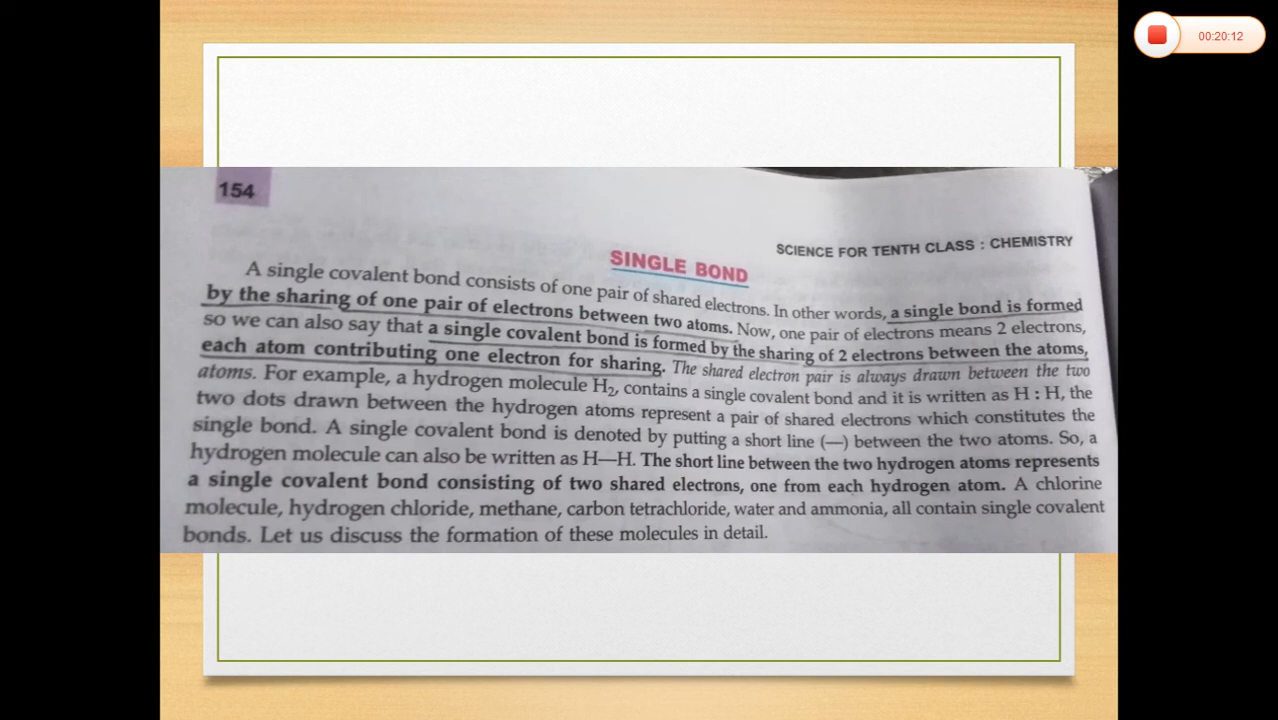 00:20:12
154
SCIENCE FOR TENTH CLASS : CHEMISTRY
SINGLE BOND
A single covalent bond consists of one pair of shared electrons. In other words, a single bond is formed
by the sharing of one pair of electrons between two atoms. Now, one pair of electrons means 2 electrons,
so we can also say that a single covalent bond is formed by the sharing of 2 electrons between the atoms,
each atom contributing one electron for sharing. The shared electron pair is always drawn between the two
atoms. For example, a hydrogen molecule H₂, contains a single covalent bond and it is written as H : H, the
two dots drawn between the hydrogen atoms represent a pair of shared electrons which constitutes the
single bond. A single covalent bond is denoted by putting a short line (—) between the two atoms. So, a
hydrogen molecule can also be written as H—H. The short line between the two hydrogen atoms represents
a single covalent bond consisting of two shared electrons, one from each hydrogen atom. A chlorine
molecule, hydrogen chloride, methane, carbon tetrachloride, water and ammonia, all contain single covalent
bonds. Let us discuss the formation of these molecules in detail.